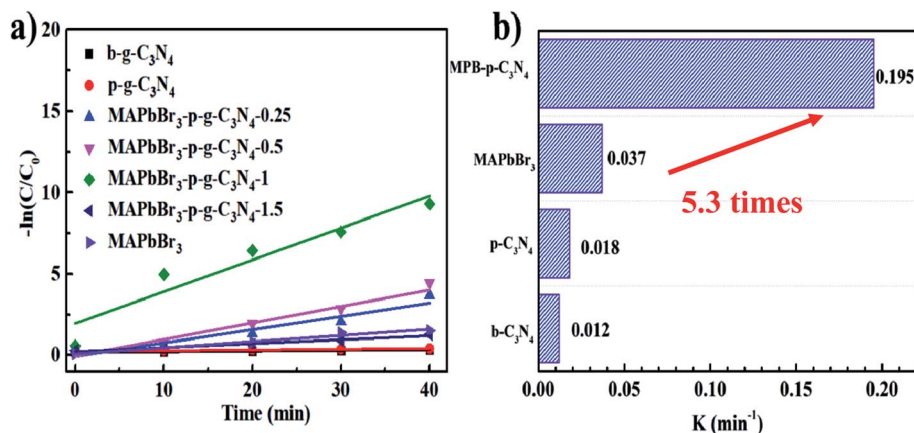 a)
-ln(C/C₀)
-20
15
10
5
0
b-g-C₃N₄
p-g-C₃N₄
MAPbBr₃-p-g-C₃N₄-0.25
MAPbBr₃-p-g-C₃N₄-0.5
MAPbBr₃-p-g-C₃N₄-1
MAPbBr₃-p-g-C₃N₄-1.5
MAPbBr₃
0 10 20 30 40
Time (min)
b)
MPB-p-C₃N₄
0.195
MAPbBr₃
0.037
5.3 times
p-C₃N₄
0.018
b-C₃N₄
0.012
0.00 0.05 0.10 0.15 0.20
K (min⁻¹)